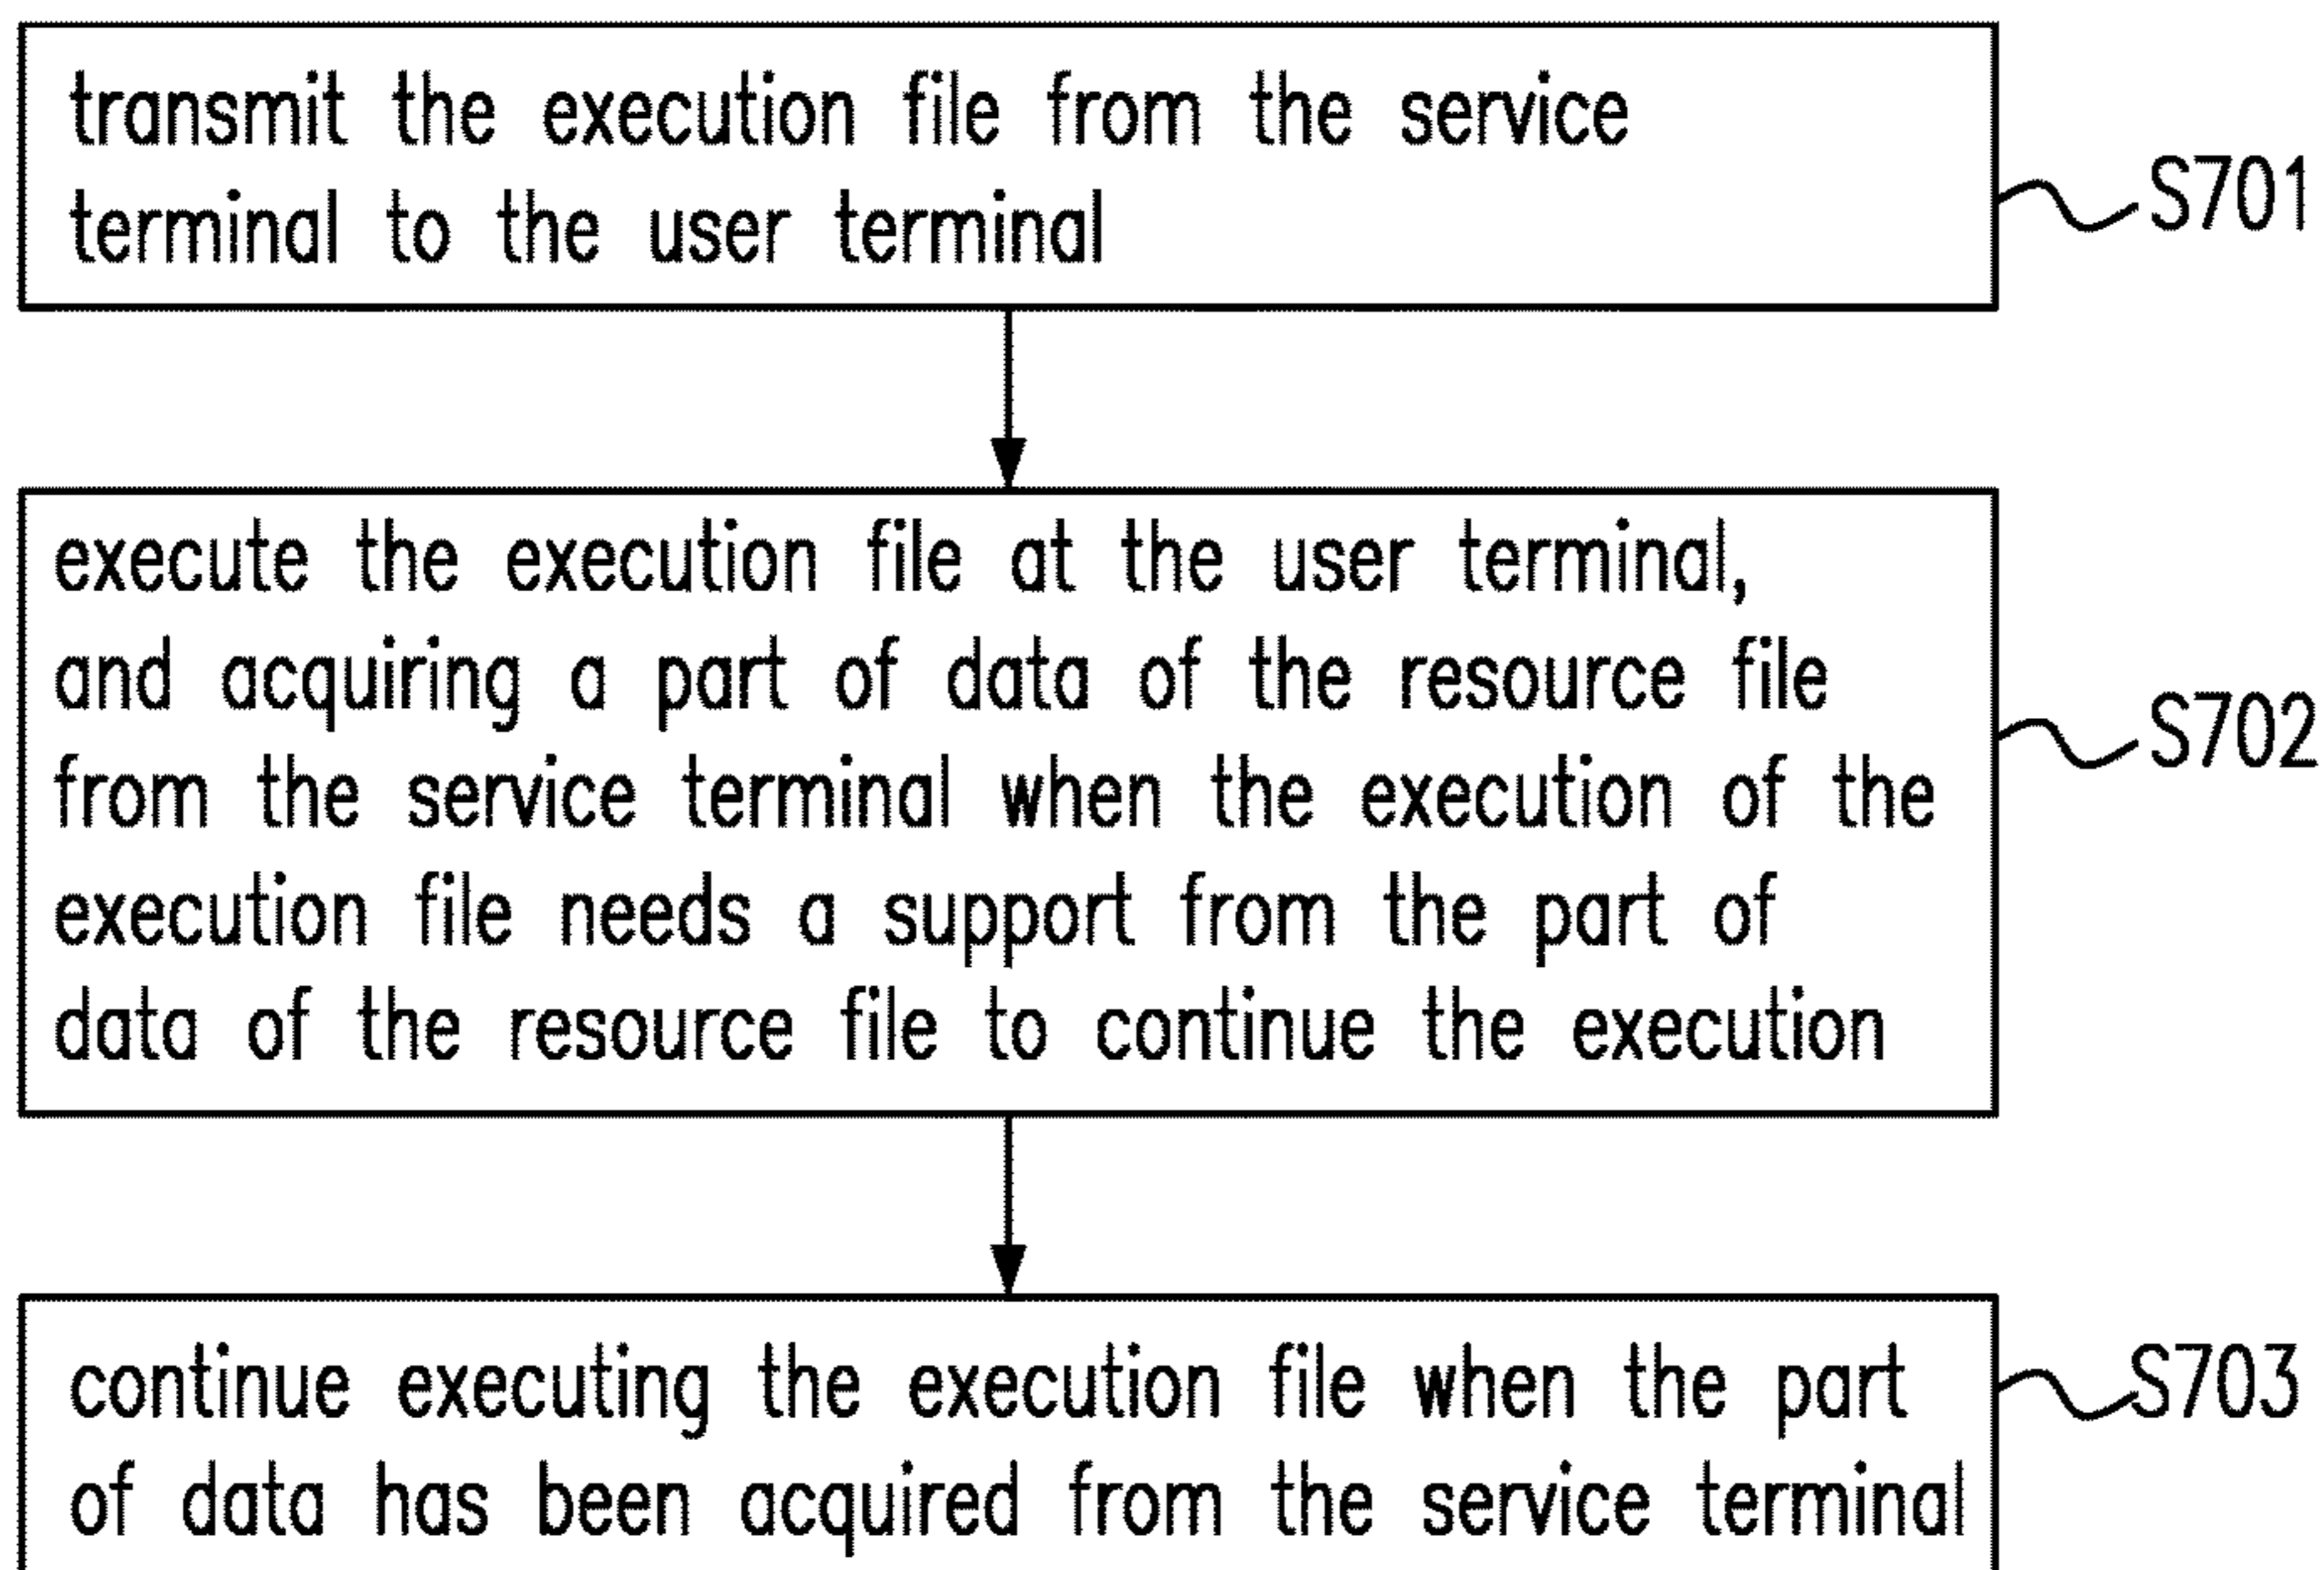 transmit the execution file from the service
terminal to the user terminal
S701
execute the execution file at the user terminal,
and acquiring a part of data of the resource file
from the service terminal when the execution of the
execution file needs a support from the part of
data of the resource file to continue the execution
S702
continue executing the execution file when the part
of data has been acquired from the service terminal
S703